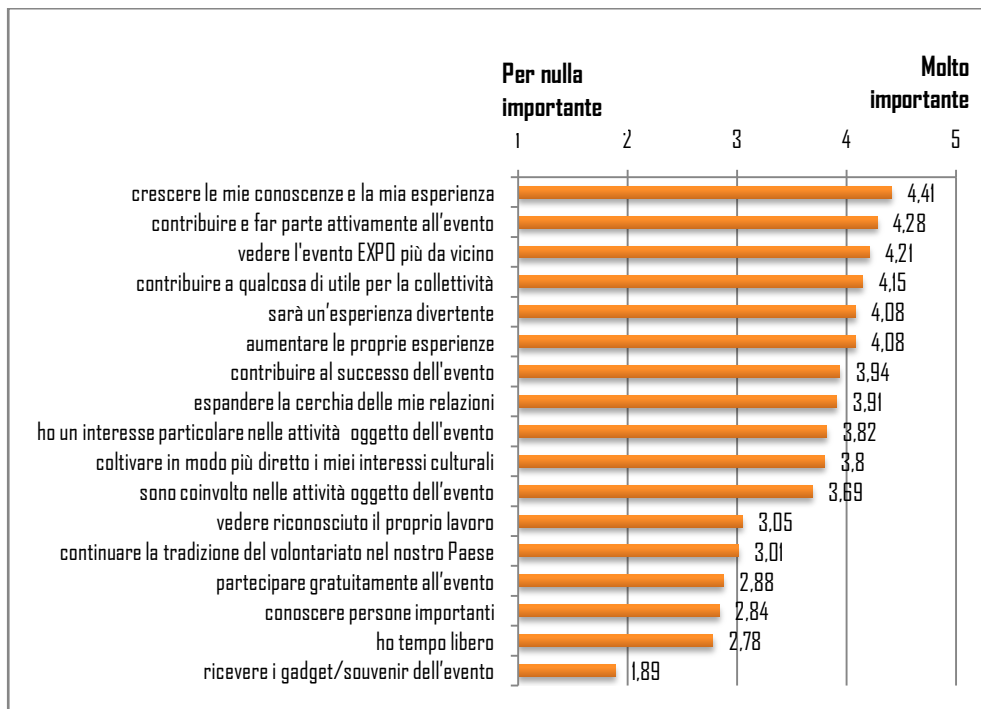 Per nulla
importante
Molto
importante
1 2 3 4 5
crescere le mie conoscenze e la mia esperienza 4,41
contribuire e far parte attivamente all’evento 4,28
vedere l'evento EXPO più da vicino 4,21
contribuire a qualcosa di utile per la collettività 4,15
sarà un’esperienza divertente 4,08
aumentare le proprie esperienze 4,08
contribuire al successo dell'evento 3,94
espandere la cerchia delle mie relazioni 3,91
ho un interesse particolare nelle attività oggetto dell'evento 3,82
coltivare in modo più diretto i miei interessi culturali 3,8
sono coinvolto nelle attività oggetto dell’evento 3,69
vedere riconosciuto il proprio lavoro 3,05
continuare la tradizione del volontariato nel nostro Paese 3,01
partecipare gratuitamente all’evento 2,88
conoscere persone importanti 2,84
ho tempo libero 2,78
ricevere i gadget/souvenir dell’evento 1,89